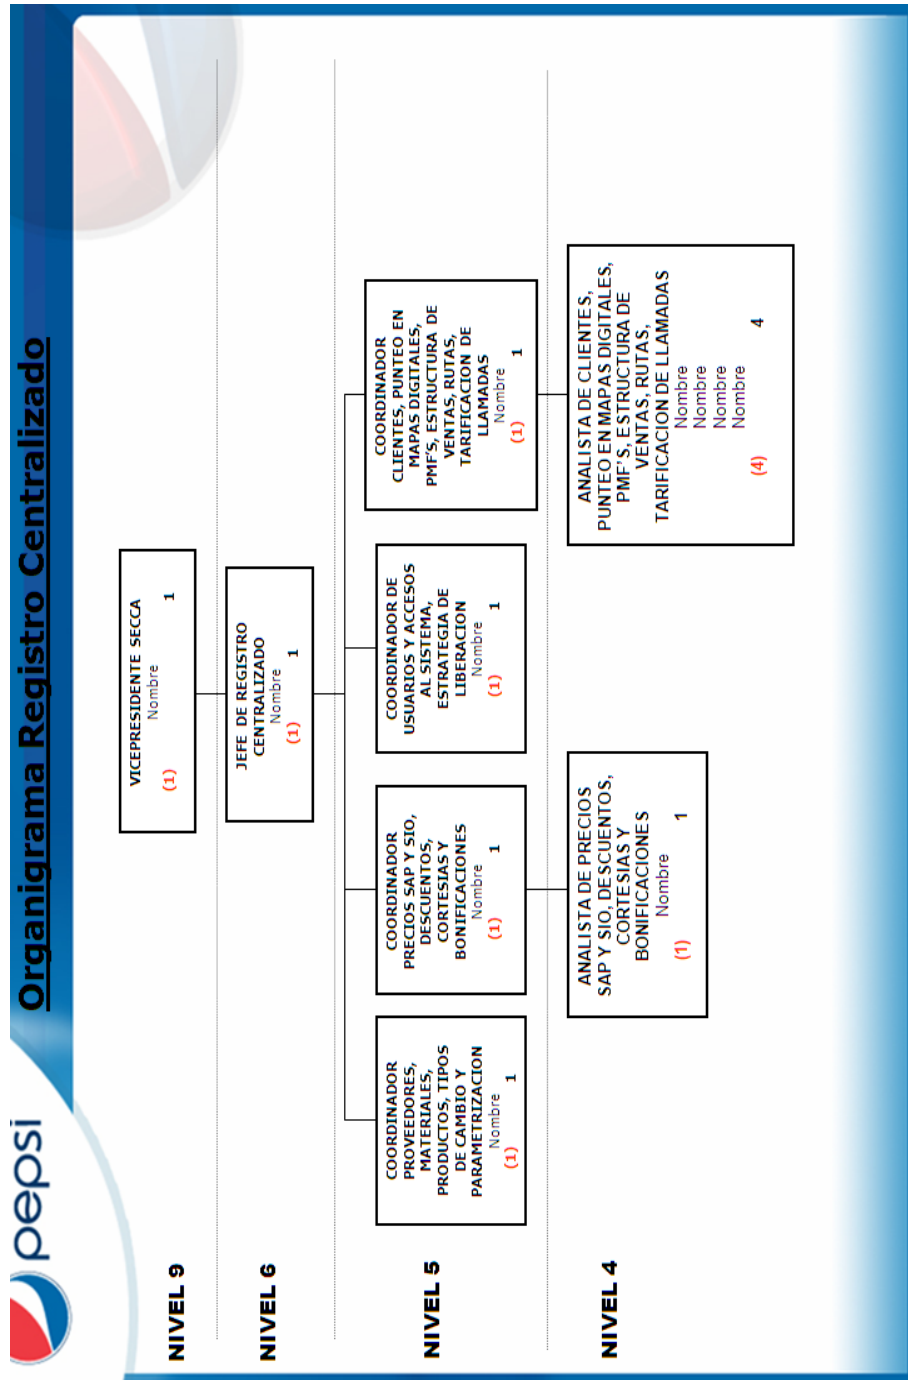 pepsi
Organigrama Registro Centralizado
NIVEL 9
VICEPRESIDENTE SECCA
Nombre
(1) 1
NIVEL 6
JEFE DE REGISTRO
CENTRALIZADO
Nombre
(1) 1
NIVEL 5
COORDINADOR
PROVEEDORES,
MATERIALES,
PRODUCTOS, TIPOS
DE CAMBIO Y
PARAMETRIZACION
Nombre
(1) 1
COORDINADOR
PRECIOS SAP Y SIO,
DESCUENTOS,
CORTESIAS Y
BONIFICACIONES
Nombre
(1) 1
COORDINADOR DE
USUARIOS Y ACCESOS
AL SISTEMA,
ESTRATEGIA DE
LIBERACION
Nombre
(1) 1
COORDINADOR
CLIENTES, PUNTEO EN
MAPAS DIGITALES,
PMF'S, ESTRUCTURA DE
VENTAS, RUTAS,
TARIFICACION DE
LLAMADAS
Nombre
(1) 1
NIVEL 4
ANALISTA DE PRECIOS
SAP Y SIO, DESCUENTOS,
CORTESIAS Y
BONIFICACIONES
Nombre
(1) 1
ANALISTA DE CLIENTES,
PUNTEO EN MAPAS DIGITALES,
PMF'S, ESTRUCTURA DE
VENTAS, RUTAS,
TARIFICACION DE LLAMADAS
Nombre
Nombre
Nombre
Nombre
(4) 4